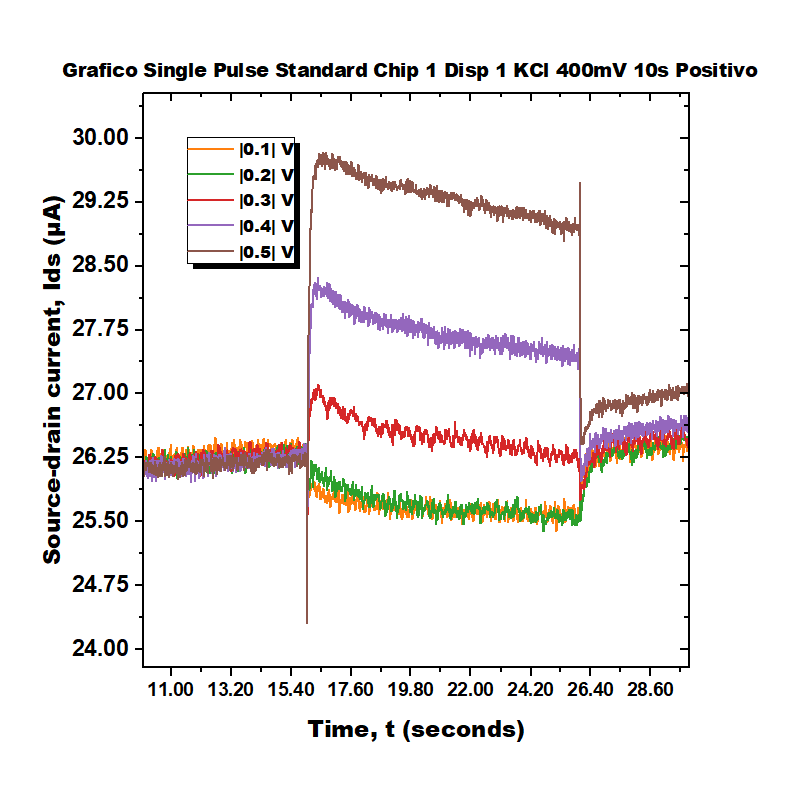 Grafico Single Pulse Standard Chip 1 Disp 1 KCl 400mV 10s Positivo
|0.1| V
|0.2| V
|0.3| V
|0.4| V
|0.5| V
Source-drain current, Ids (µA)
30.00
29.25
28.50
27.75
27.00
26.25
25.50
24.75
24.00
11.00 13.20 15.40 17.60 19.80 22.00 24.20 26.40 28.60
Time, t (seconds)